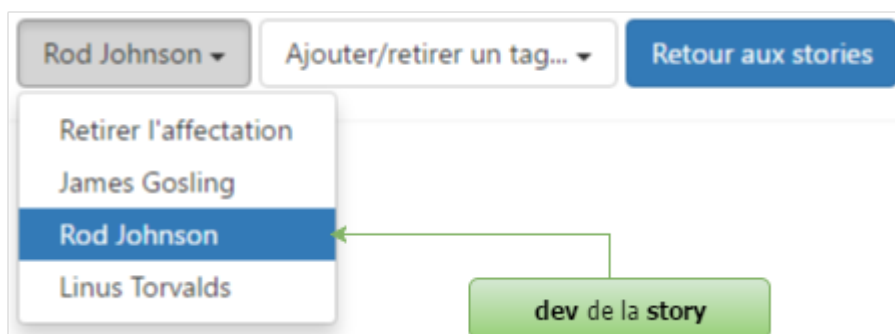 Rod Johnson
Ajouter/retirer un tag...
Retour aux stories
Retirer l'affectation
James Gosling
Rod Johnson
Linus Torvalds
dev de la story